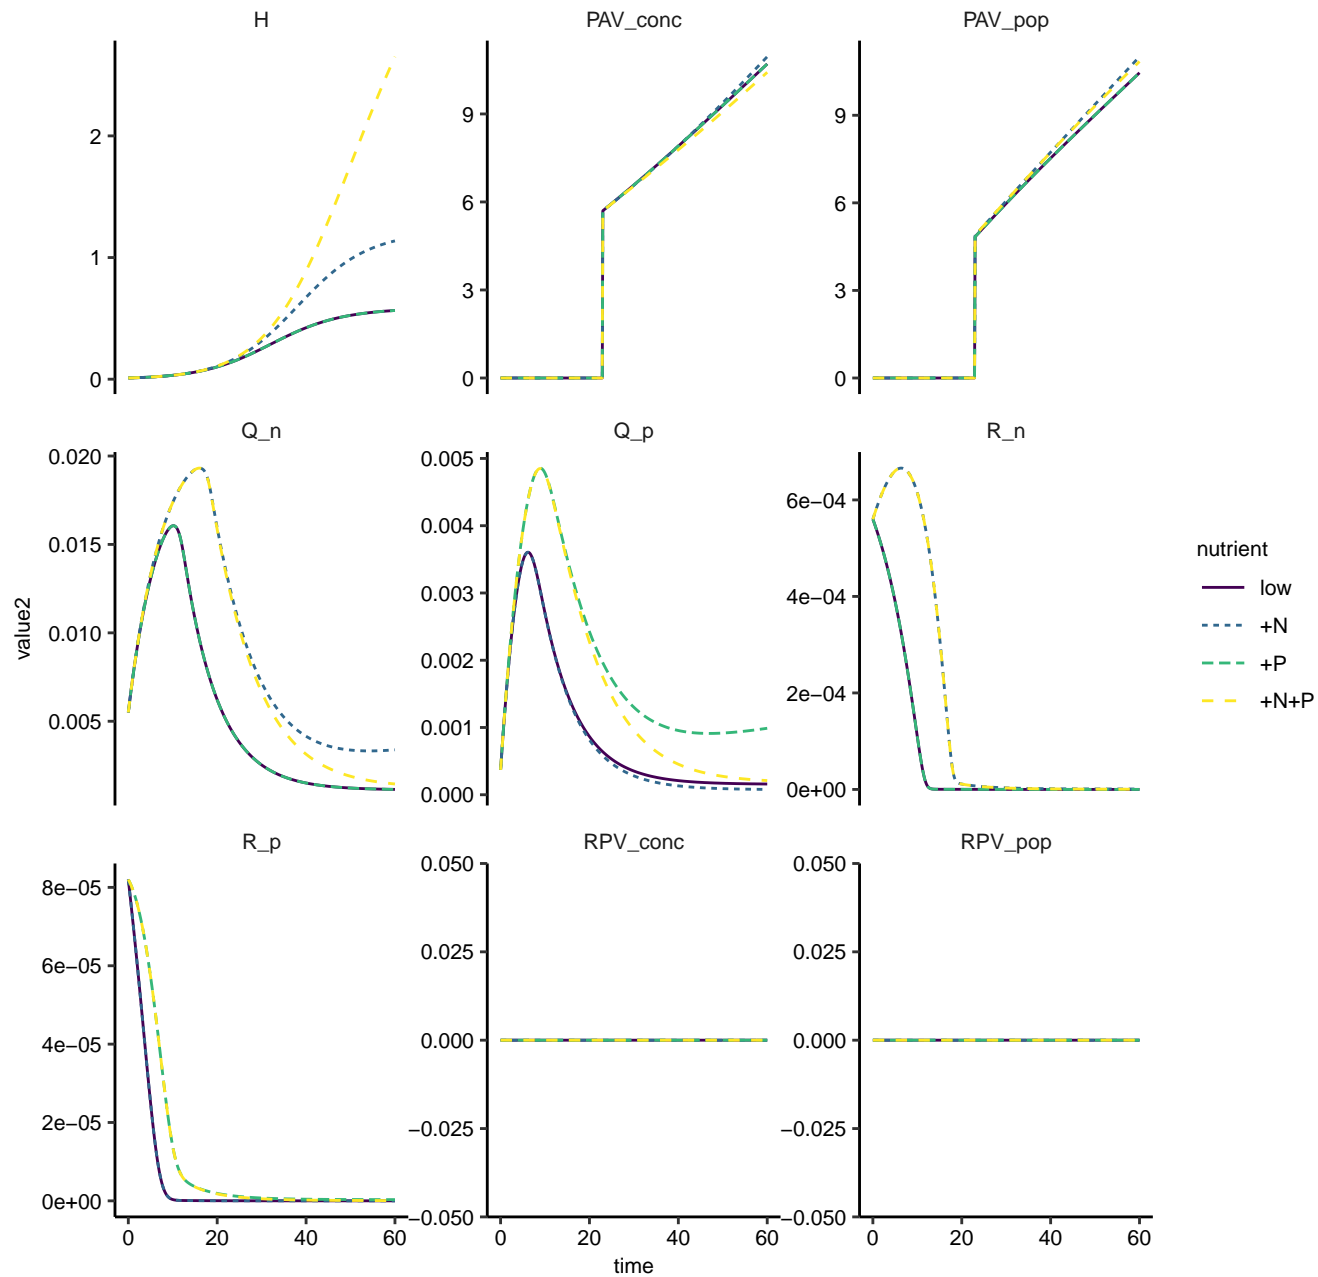 H
PAV_conc
PAV_pop
2
1
0
9
6
3
0
9
6
3
0
Q_n
Q_p
R_n
0.020
0.015
0.010
0.005
0.005
0.004
0.003
0.002
0.001
0.000
6e−04
4e−04
2e−04
0e+00
value2
nutrient
low
+N
+P
+N+P
R_p
RPV_conc
RPV_pop
8e−05
6e−05
4e−05
2e−05
0e+00
0.050
0.025
0.000
−0.025
−0.050
0.050
0.025
0.000
−0.025
−0.050
0 20 40 60
0 20 40 60
0 20 40 60
time